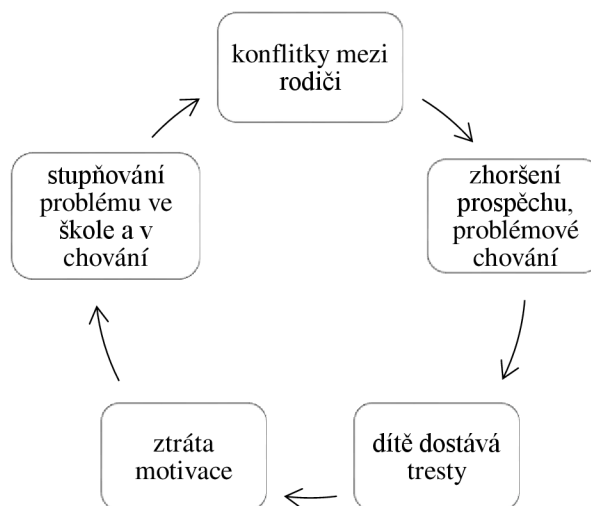 konflitky mezi
rodiči
zhoršení
prospěchu,
problémové
chování
dítě dostává
tresty
ztráta
motivace
stupňování
problému ve
škole a v
chování